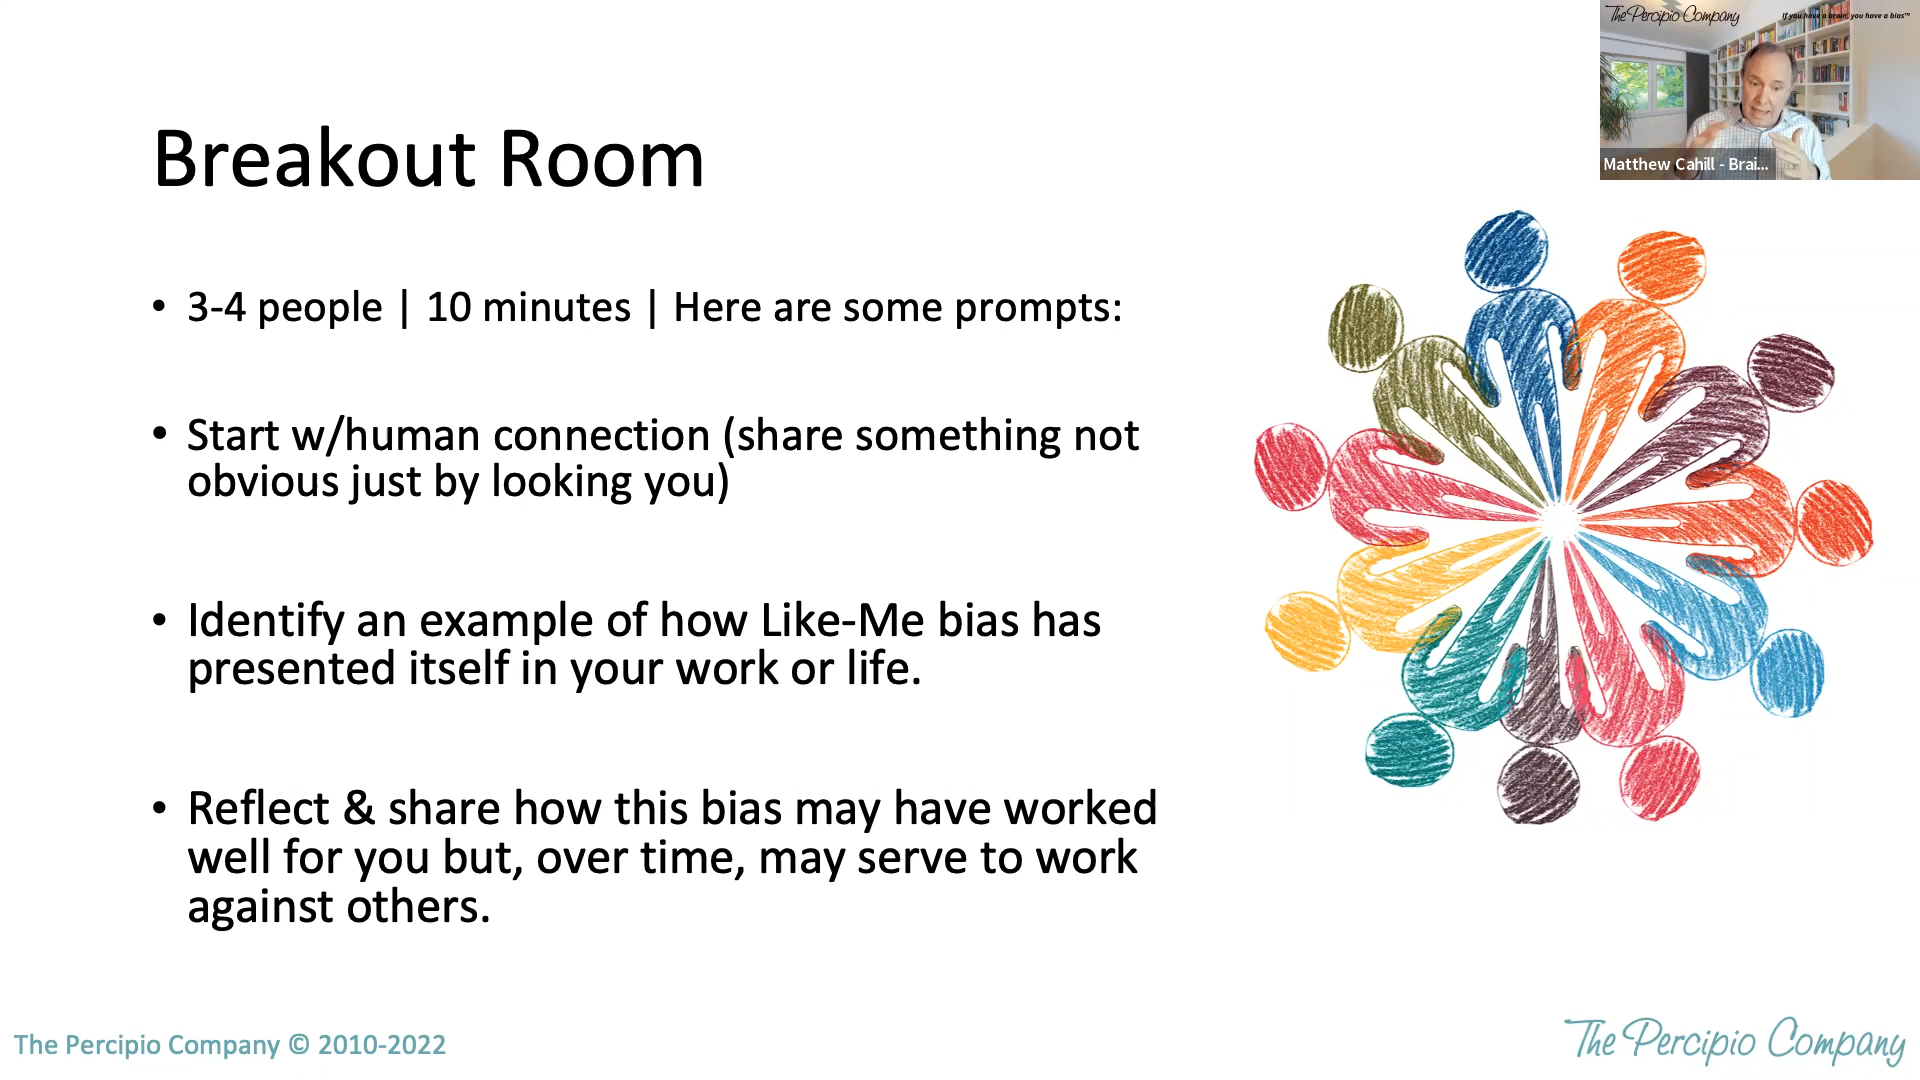 The Percipio Company
If you have a brain, you have a bias™
Matthew Cahill - Brai...
Breakout Room
• 3-4 people | 10 minutes | Here are some prompts:
• Start w/human connection (share something not
obvious just by looking you)
• Identify an example of how Like-Me bias has
presented itself in your work or life.
• Reflect & share how this bias may have worked
well for you but, over time, may serve to work
against others.
The Percipio Company © 2010-2022
The Percipio Company